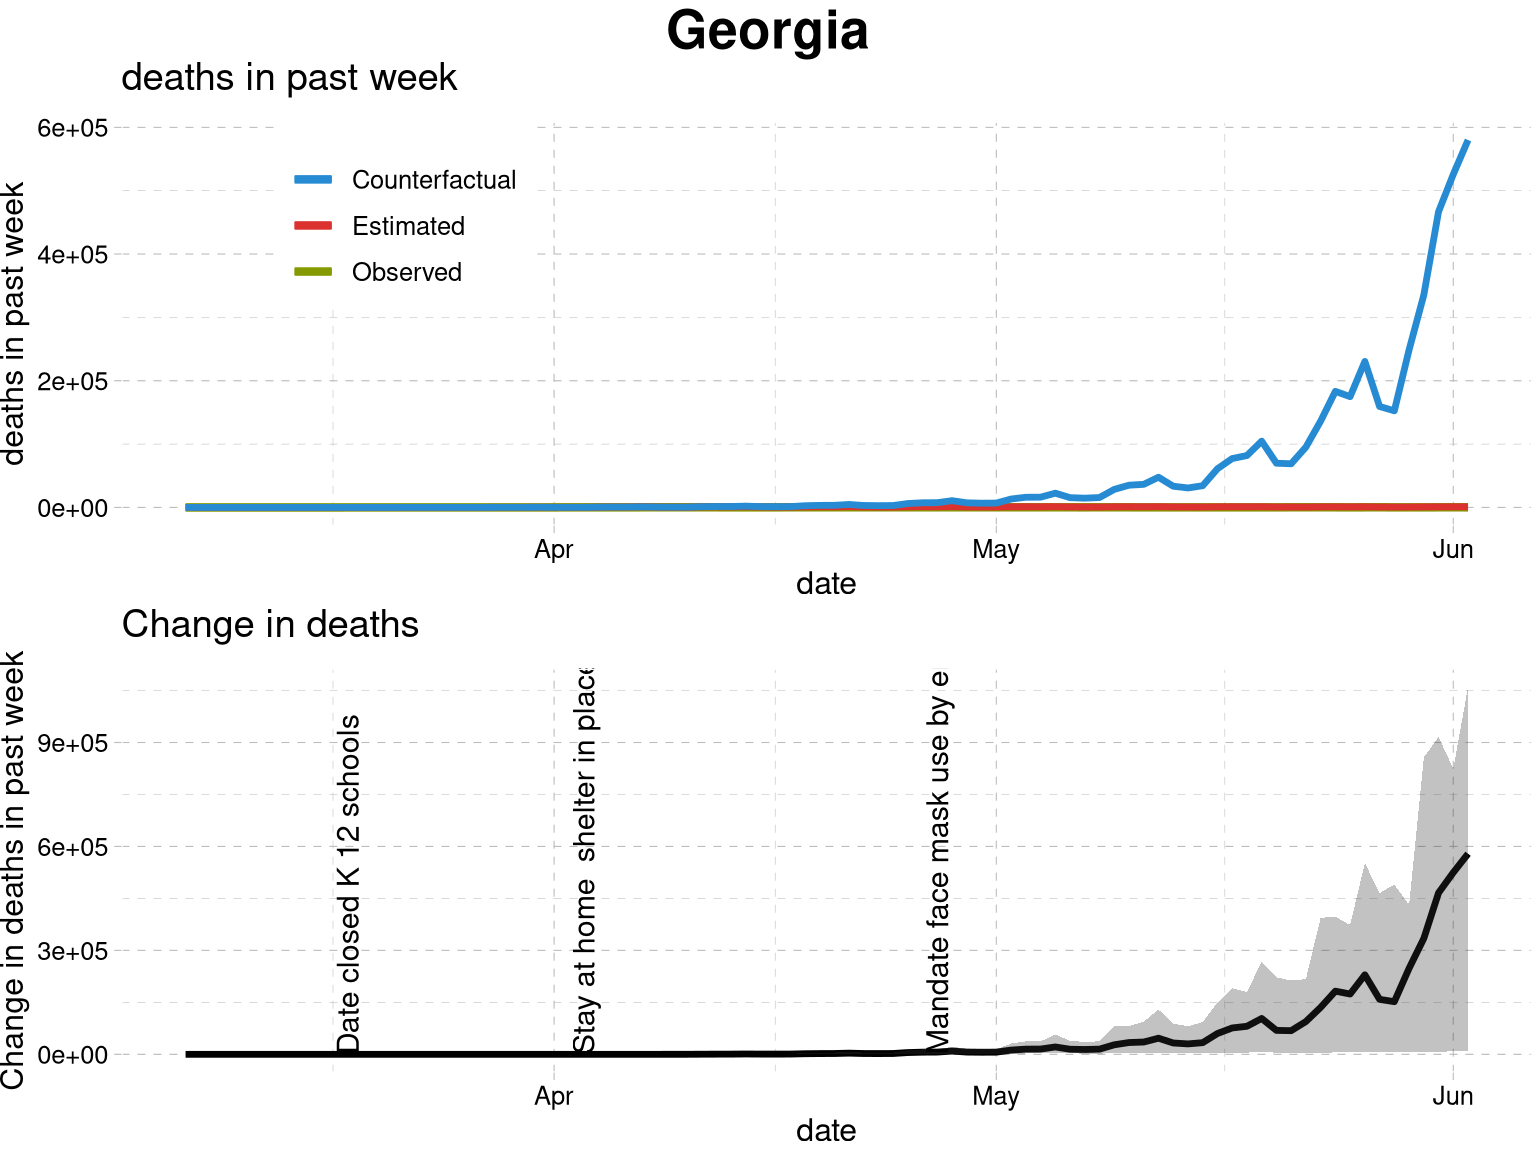 Georgia
deaths in past week
deaths in past week
6e+05
4e+05
2e+05
0e+00
Counterfactual
Estimated
Observed
Apr
May
Jun
date
Change in deaths
Change in deaths in past week
9e+05
6e+05
3e+05
0e+00
Date closed K 12 schools
Stay at home  shelter in place
Mandate face mask use by e
Apr
May
Jun
date